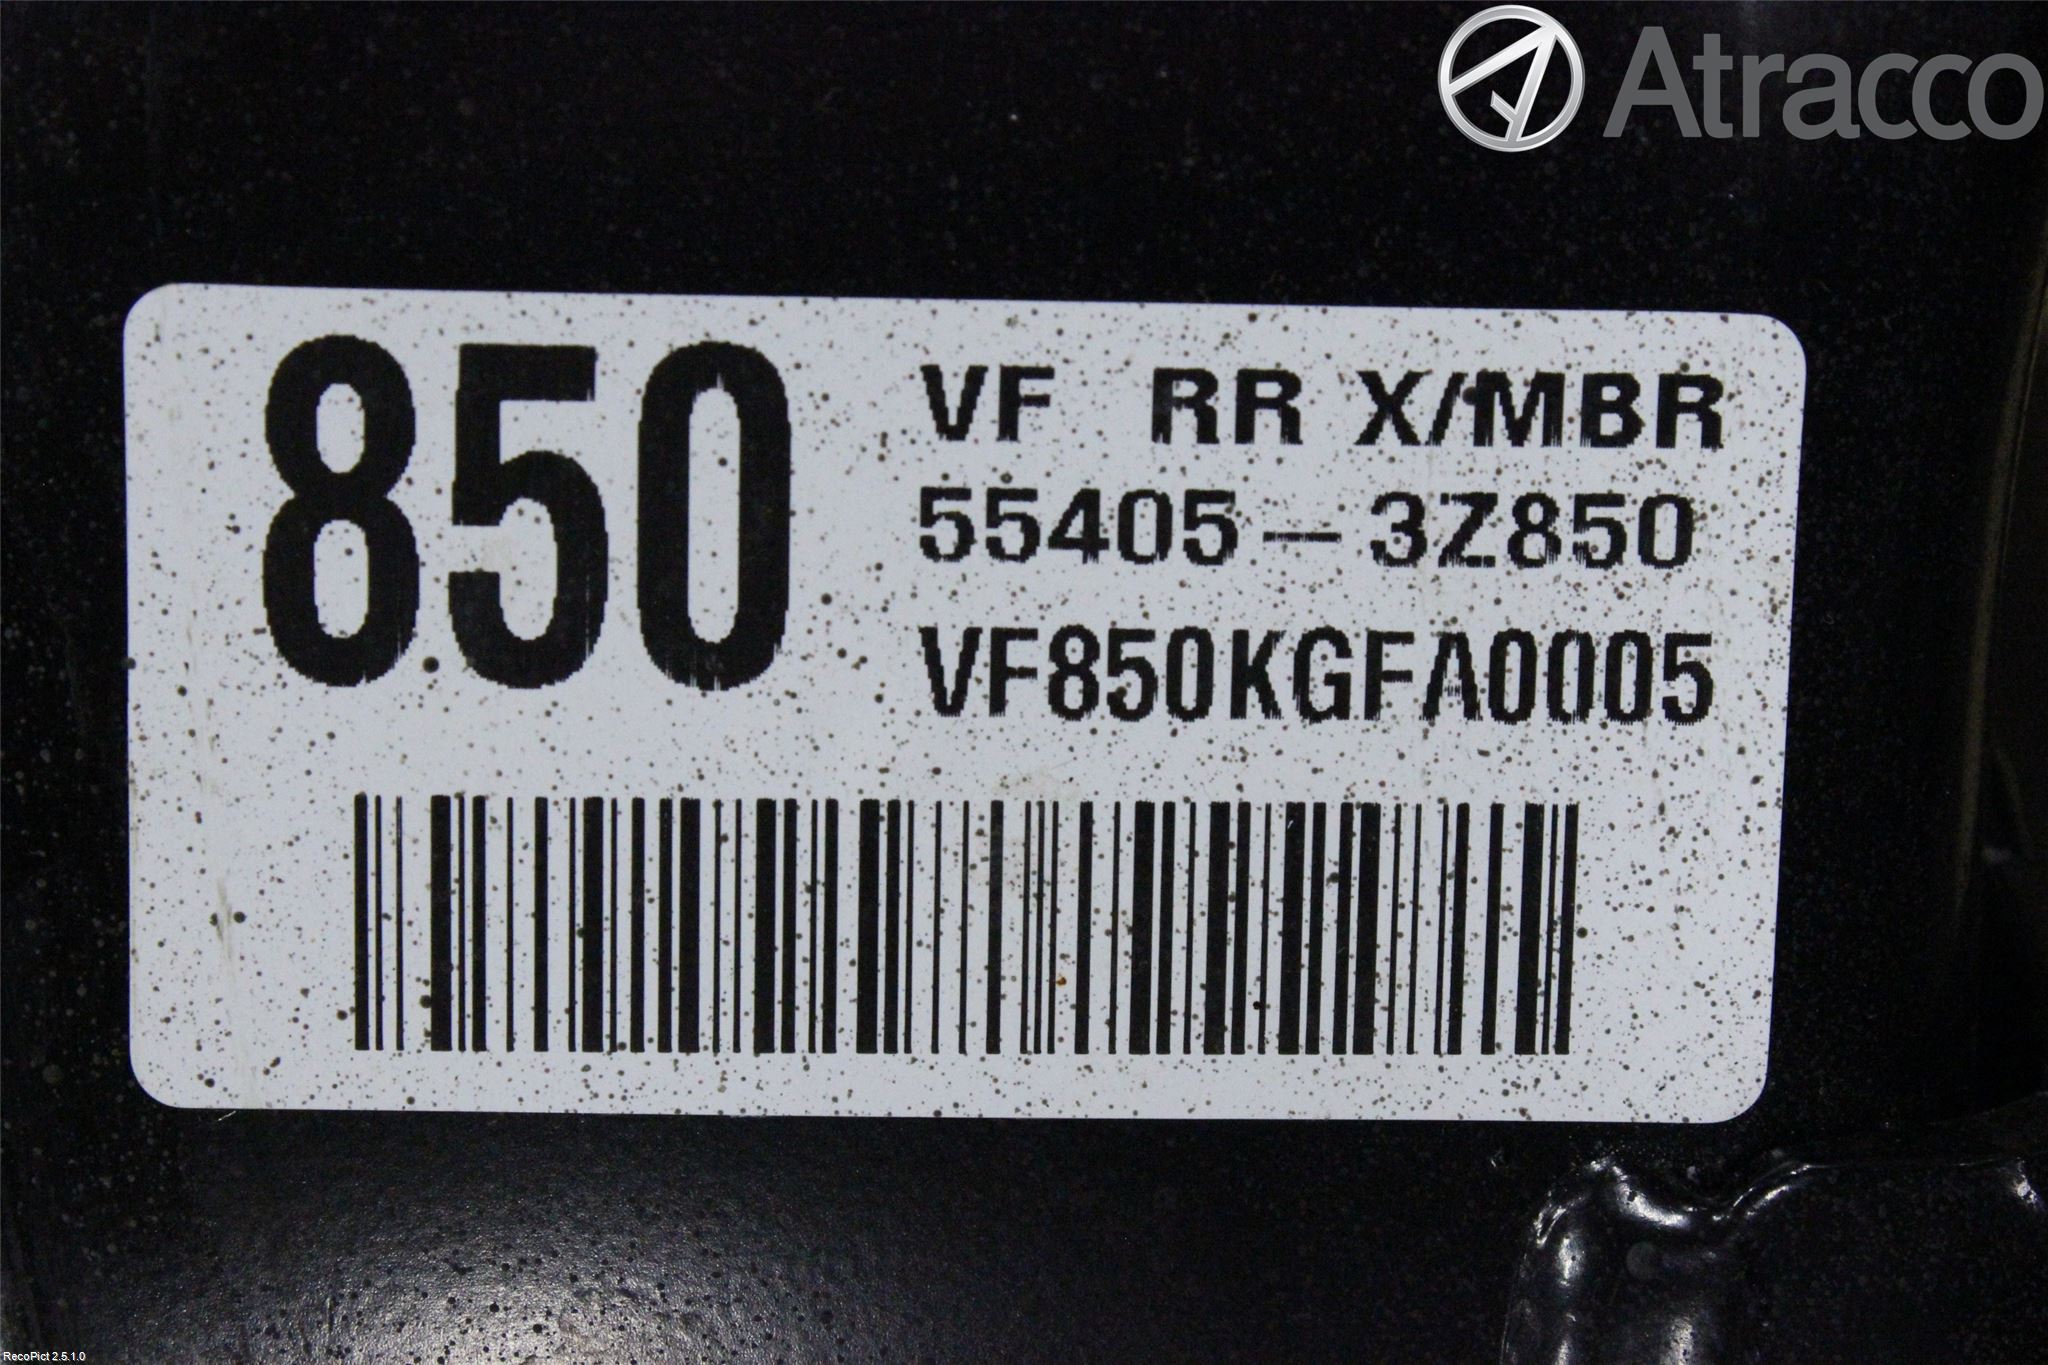 Atracco
850
VF RR X/MBR
55405-3Z850
VF850KGFA0005
RecoPict 2.5.1.0